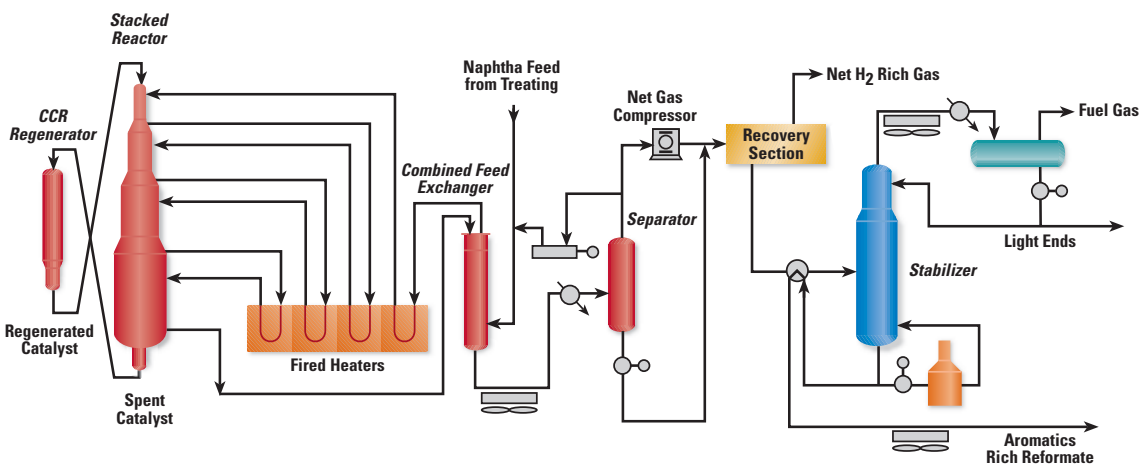 Stacked
Reactor
CCR
Regenerator
Naphtha Feed
from Treating
Combined Feed
Exchanger
Net Gas
Compressor
Separator
Recovery
Section
Net H2 Rich Gas
Fuel Gas
Light Ends
Stabilizer
Regenerated
Catalyst
Spent
Catalyst
Fired Heaters
Aromatics
Rich Reformate